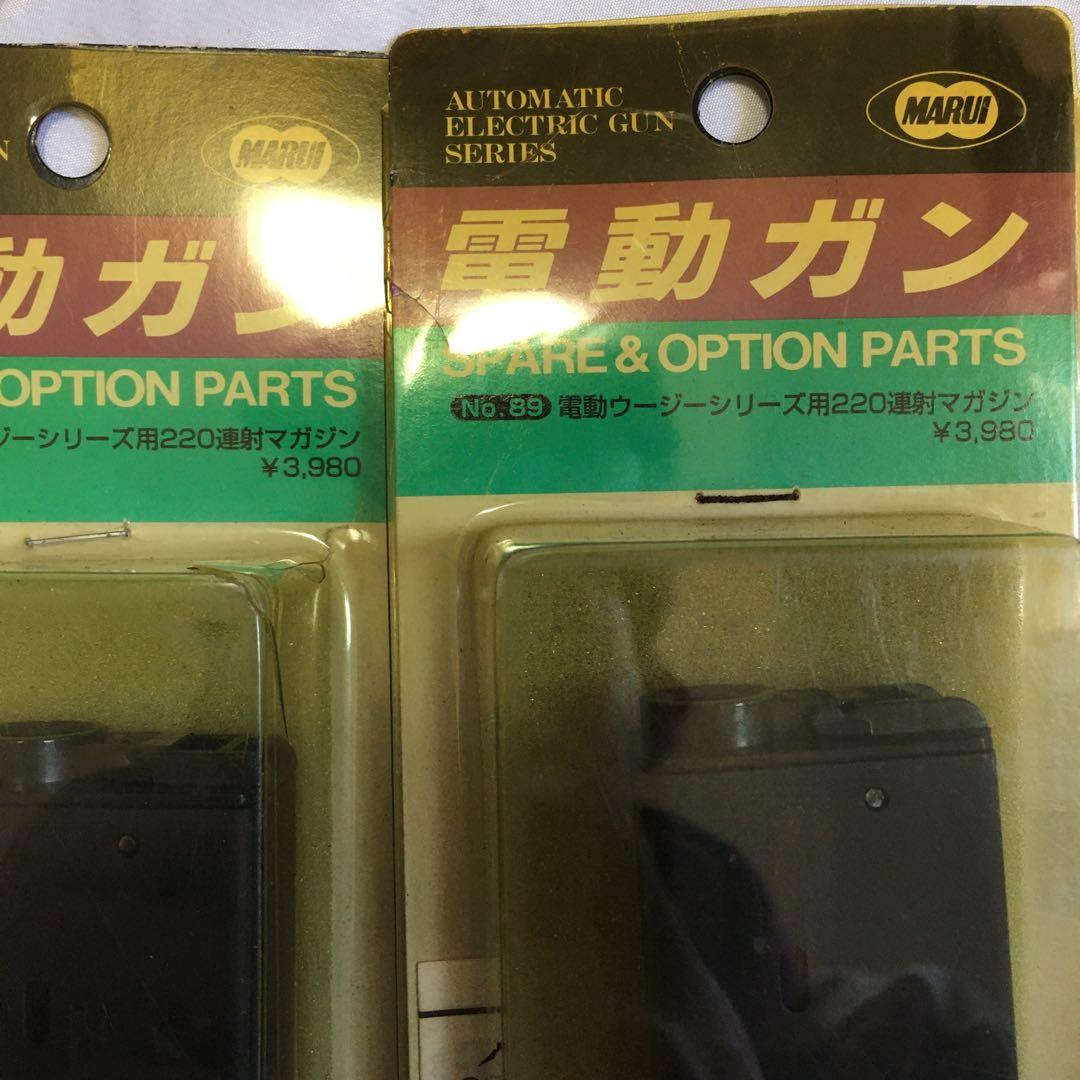 N
MARUI
動ガン
OPTION PARTS
ジーシリーズ用220連射マガジン
¥3,980
AUTOMATIC
ELECTRIC GUN
SERIES
MARUI
電動ガン
SPARE & OPTION PARTS
No.89 電動ウージーシリーズ用220連射マガジン
¥3,980